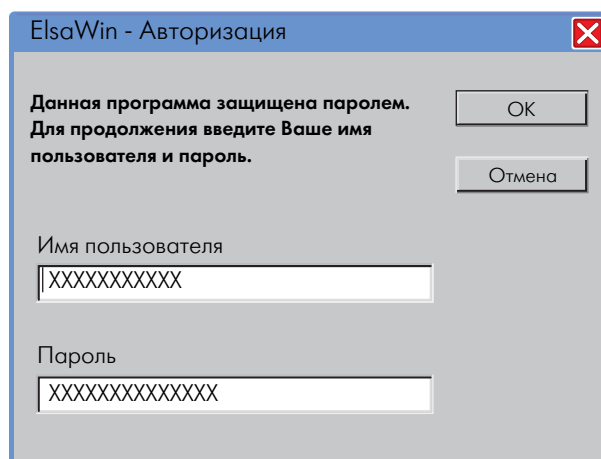 ElsaWin - Авторизация
Данная программа защищена паролем.
Для продолжения введите Ваше имя
пользователя и пароль.
OK
Отмена
Имя пользователя
XXXXXXXXXXX
Пароль
XXXXXXXXXXXXXX